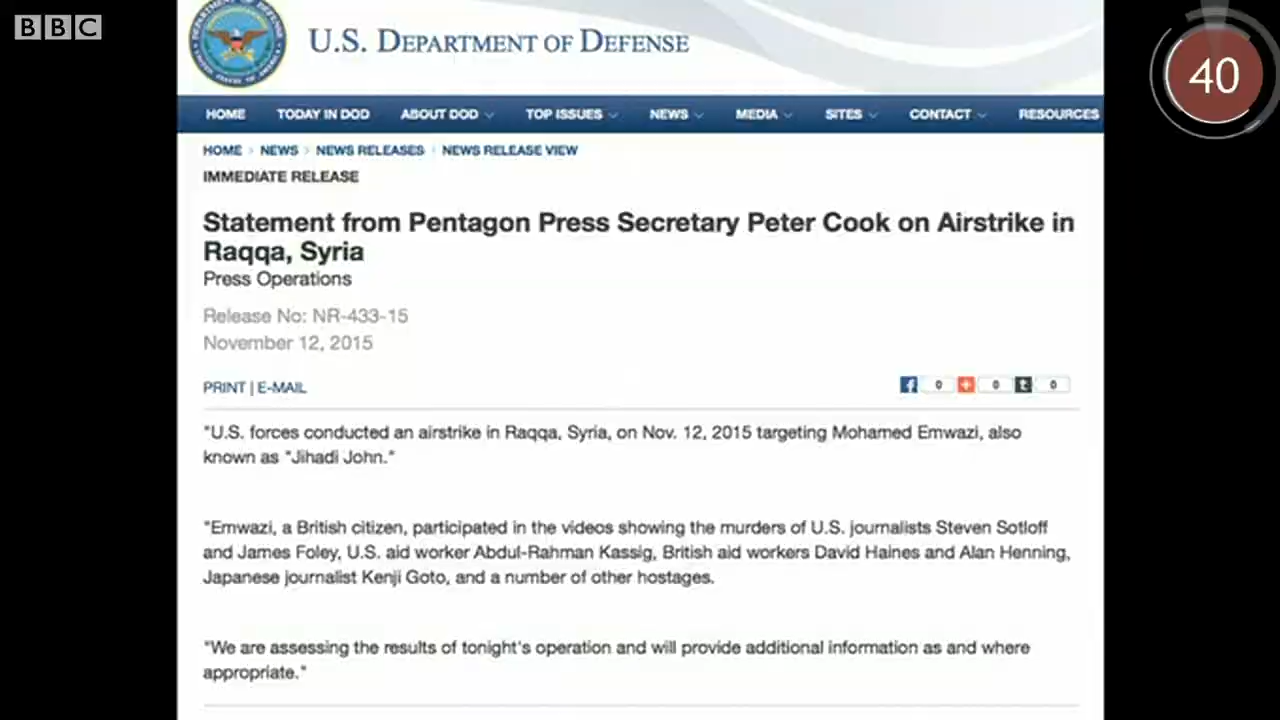 BBC
40
U.S. DEPARTMENT OF DEFENSE
HOME TODAY IN DOD ABOUT DOD TOP ISSUES NEWS MEDIA SITES CONTACT RESOURCES
HOME NEWS NEWS RELEASES NEWS RELEASE VIEW
IMMEDIATE RELEASE
Statement from Pentagon Press Secretary Peter Cook on Airstrike in
Raqqa, Syria
Press Operations
Release No: NR-433-15
November 12, 2015
PRINT | E-MAIL
0 0 0
"U.S. forces conducted an airstrike in Raqqa, Syria, on Nov. 12, 2015 targeting Mohamed Emwazi, also
known as "Jihadi John."
"Emwazi, a British citizen, participated in the videos showing the murders of U.S. journalists Steven Sotloff
and James Foley, U.S. aid worker Abdul-Rahman Kassig, British aid workers David Haines and Alan Henning,
Japanese journalist Kenji Goto, and a number of other hostages.
"We are assessing the results of tonight's operation and will provide additional information as and where
appropriate."